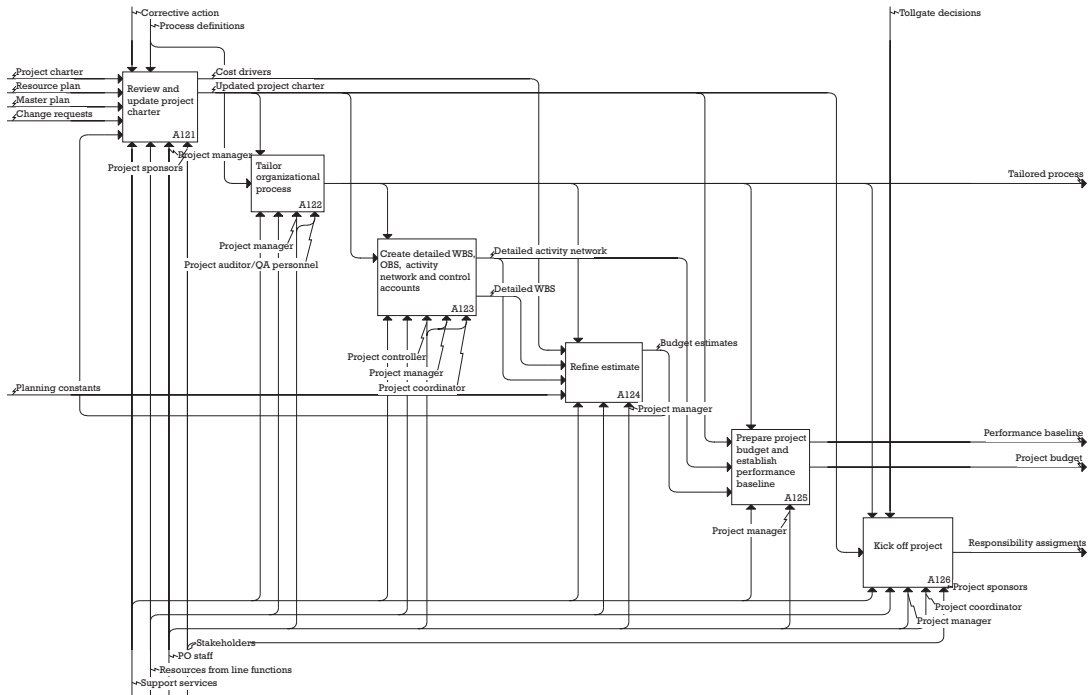 Corrective action
Process definitions
Tollgate decisions
Project charter
Resource plan
Master plan
Change requests
Review and
update project
charter
A121
Cost drivers
Updated project charter
Project sponsors
Project manager
Tailor
organizational
process
A122
Tailored process
Project manager
Project auditor/QA personnel
Create detailed WBS,
OBS, activity
network and control
accounts
A123
Detailed activity network
Detailed WBS
Project controller
Project manager
Project coordinator
Planning constants
Refine estimate
A124
Budget estimates
Project manager
Prepare project
budget and
establish
performance
baseline
A125
Performance baseline
Project budget
Project manager
Kick off project
A126
Responsibility assigments
Project sponsors
Project coordinator
Project manager
Stakeholders
PO staff
Resources from line functions
Support services